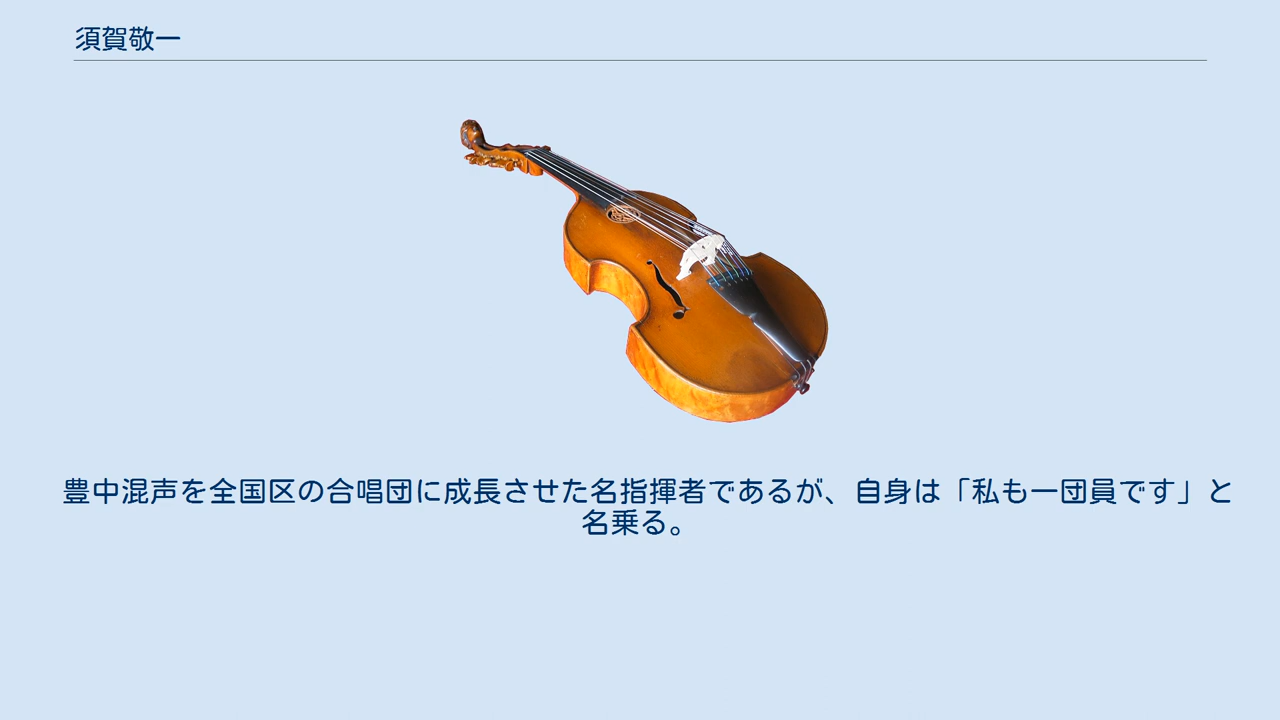 須賀敬一
豊中混声を全国区の合唱団に成長させた名指揮者であるが、自身は「私も一団員です」と
名乗る。